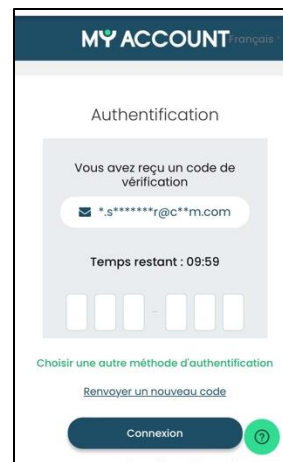 MY ACCOUNT
Français
Authentification
Vous avez reçu un code de
vérification
*.s*******r@c**m.com
Temps restant : 09:59
-
Choisir une autre méthode d'authentification
Renvoyer un nouveau code
Connexion
?